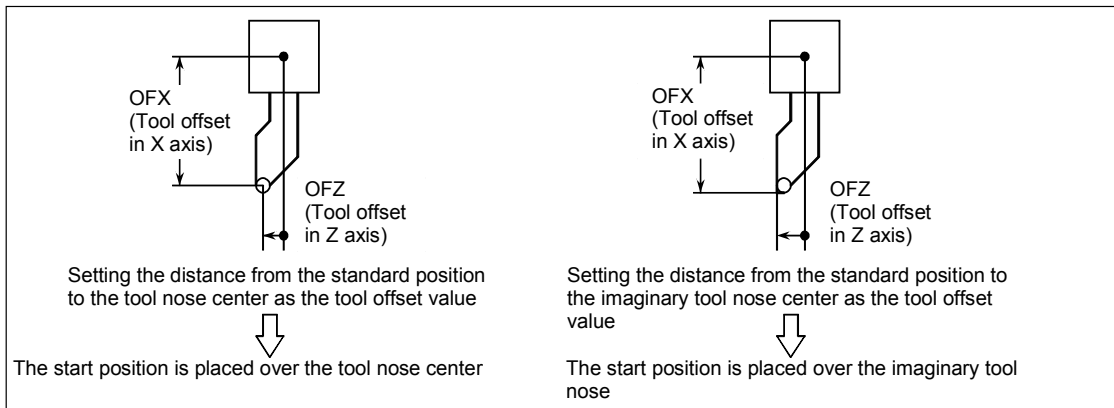 OFX
(Tool offset
in X axis)
OFZ
(Tool offset
in Z axis)
Setting the distance from the standard position
to the tool nose center as the tool offset value
The start position is placed over the tool nose center
OFX
(Tool offset
in X axis)
OFZ
(Tool offset
in Z axis)
Setting the distance from the standard position to
the imaginary tool nose center as the tool offset
value
The start position is placed over the imaginary tool
nose